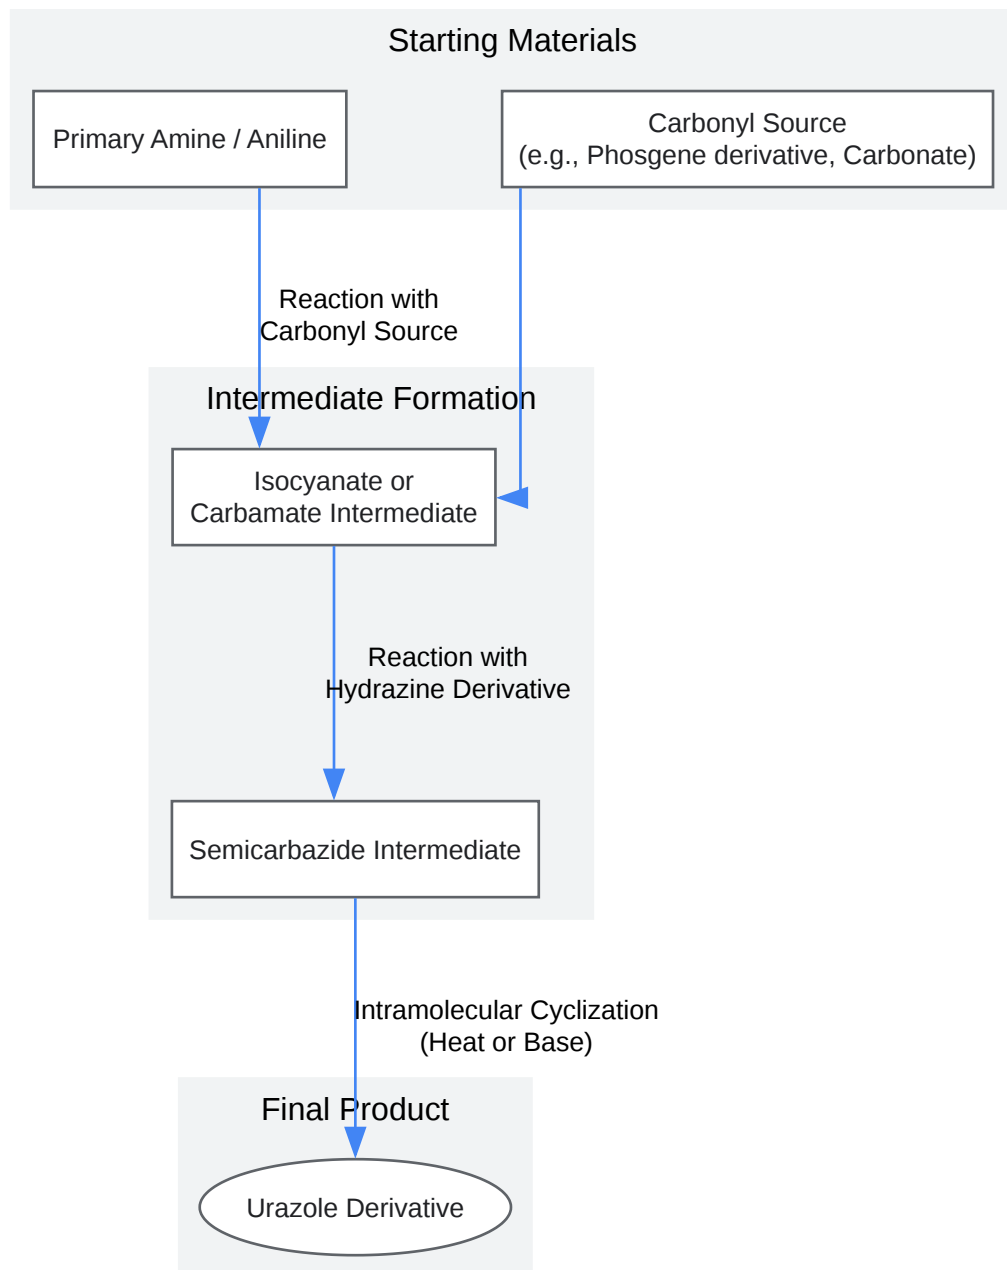 Starting Materials
Primary Amine / Aniline
Carbonyl Source
(e.g., Phosgene derivative, Carbonate)
Reaction with
Carbonyl Source
Intermediate Formation
Isocyanate or
Carbamate Intermediate
Reaction with
Hydrazine Derivative
Semicarbazide Intermediate
Intramolecular Cyclization
(Heat or Base)
Final Product
Urazole Derivative